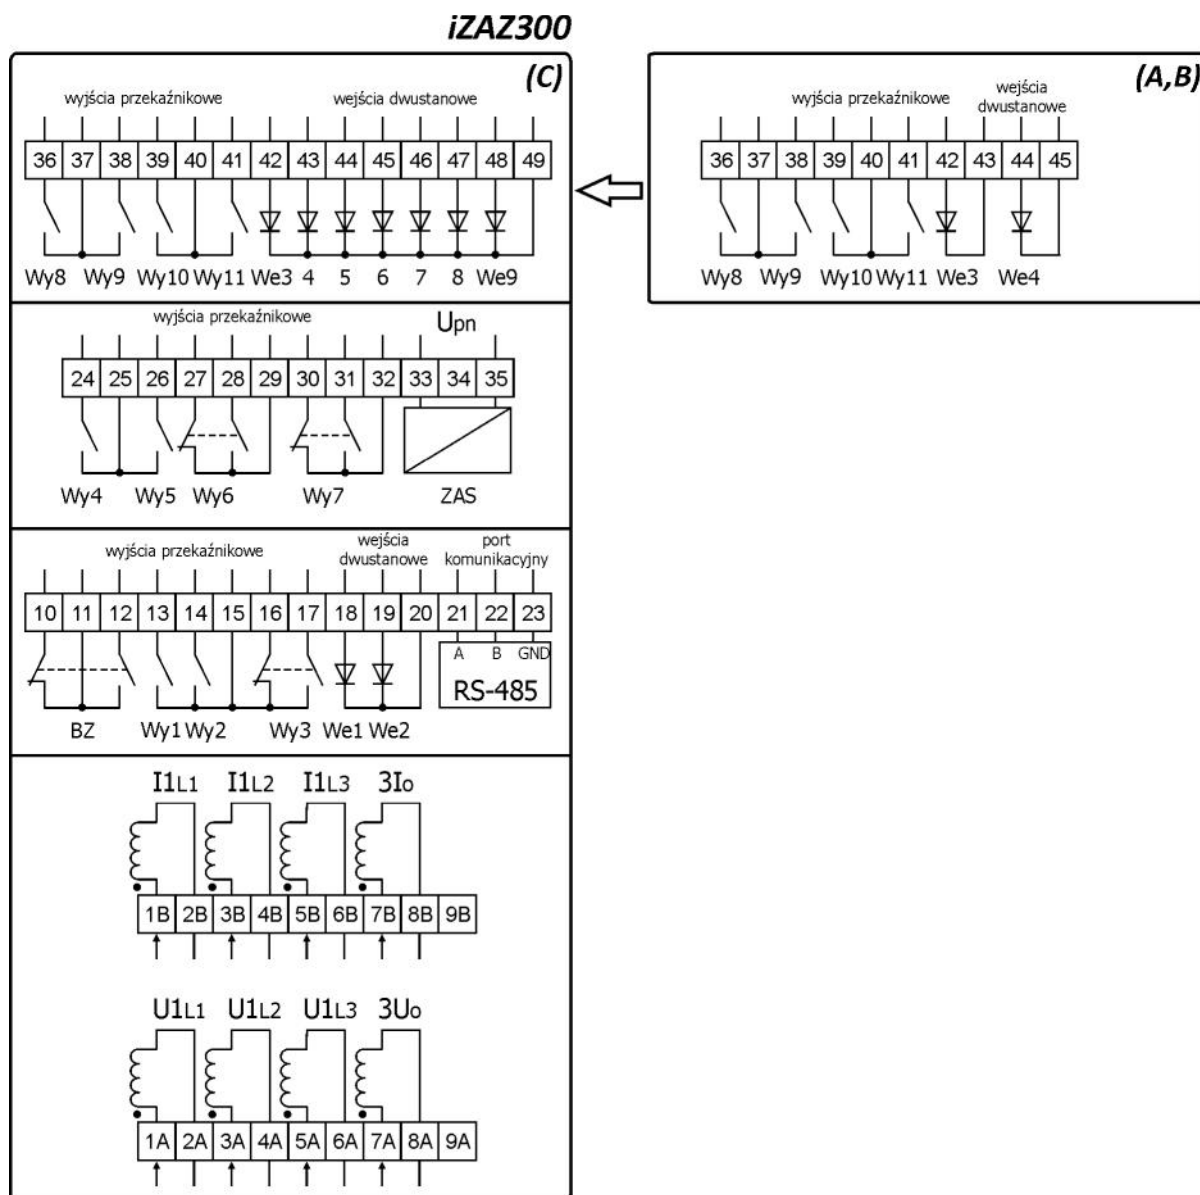 iZAZ300
(C)
wyjścia przekaźnikowe wejścia dwustanowe
36 37 38 39 40 41 42 43 44 45 46 47 48 49
Wy8 Wy9 Wy10 Wy11 We3 4 5 6 7 8 We9
(A,B)
wyjścia przekaźnikowe wejścia
dwustanowe
36 37 38 39 40 41 42 43 44 45
Wy8 Wy9 Wy10 Wy11 We3 We4
wyjścia przekaźnikowe Upn
24 25 26 27 28 29 30 31 32 33 34 35
Wy4 Wy5 Wy6 Wy7 ZAS
wyjścia przekaźnikowe wejścia port
dwustanowe komunikacyjny
10 11 12 13 14 15 16 17 18 19 20 21 22 23
A B GND
RS-485
BZ Wy1 Wy2 Wy3 We1 We2
I1L1 I1L2 I1L3 3Io
1B 2B 3B 4B 5B 6B 7B 8B 9B
U1L1 U1L2 U1L3 3Uo
1A 2A 3A 4A 5A 6A 7A 8A 9A